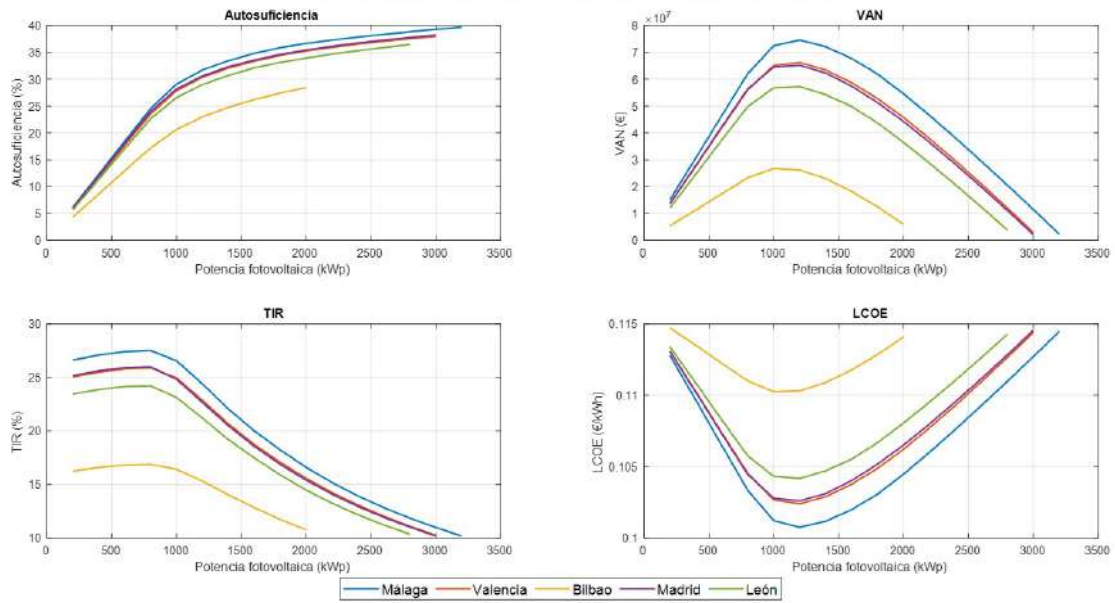 Autosuficiencia
Autosuficiencia (%)
40
35
30
25
20
15
10
5
0
0 500 1000 1500 2000 2500 3000 3500
Potencia fotovoltaica (kWp)
VAN
×10⁷
VAN (€)
8
7
6
5
4
3
2
1
0
0 500 1000 1500 2000 2500 3000 3500
Potencia fotovoltaica (kWp)
TIR
TIR (%)
30
25
20
15
10
0 500 1000 1500 2000 2500 3000 3500
Potencia fotovoltaica (kWp)
LCOE
LCOE (€/kWh)
0.115
0.11
0.105
0.1
0 500 1000 1500 2000 2500 3000 3500
Potencia fotovoltaica (kWp)
Málaga Valencia Bilbao Madrid León